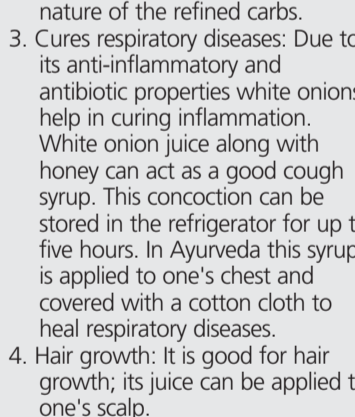 nature of the refined carbs.
3. Cures respiratory diseases: Due to
its anti-inflammatory and
antibiotic properties white onions
help in curing inflammation.
White onion juice along with
honey can act as a good cough
syrup. This concoction can be
stored in the refrigerator for up t
five hours. In Ayurveda this syrup
is applied to one's chest and
covered with a cotton cloth to
heal respiratory diseases.
4. Hair growth: It is good for hair
growth; its juice can be applied t
one's scalp.